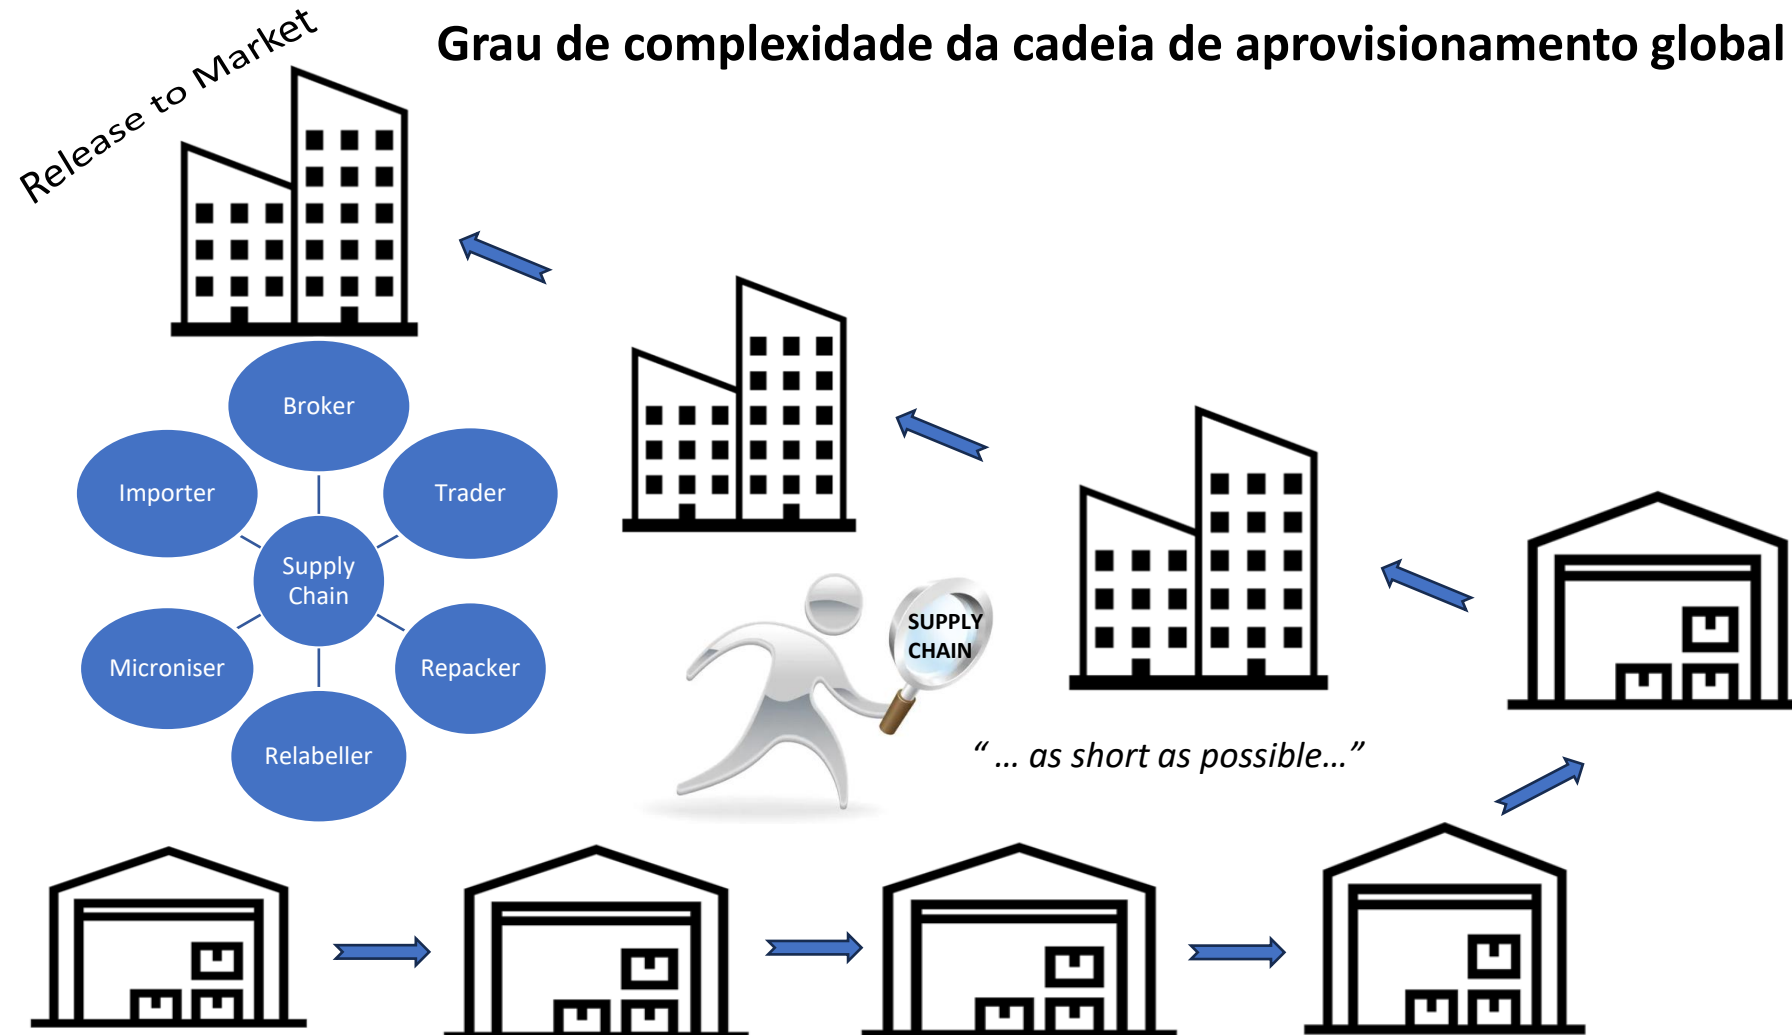 Grau de complexidade da cadeia de aprovisionamento global
Release to Market
Broker
Importer
Trader
Supply
Chain
Microniser
Repacker
Relabeller
SUPPLY
CHAIN
“ … as short as possible…”